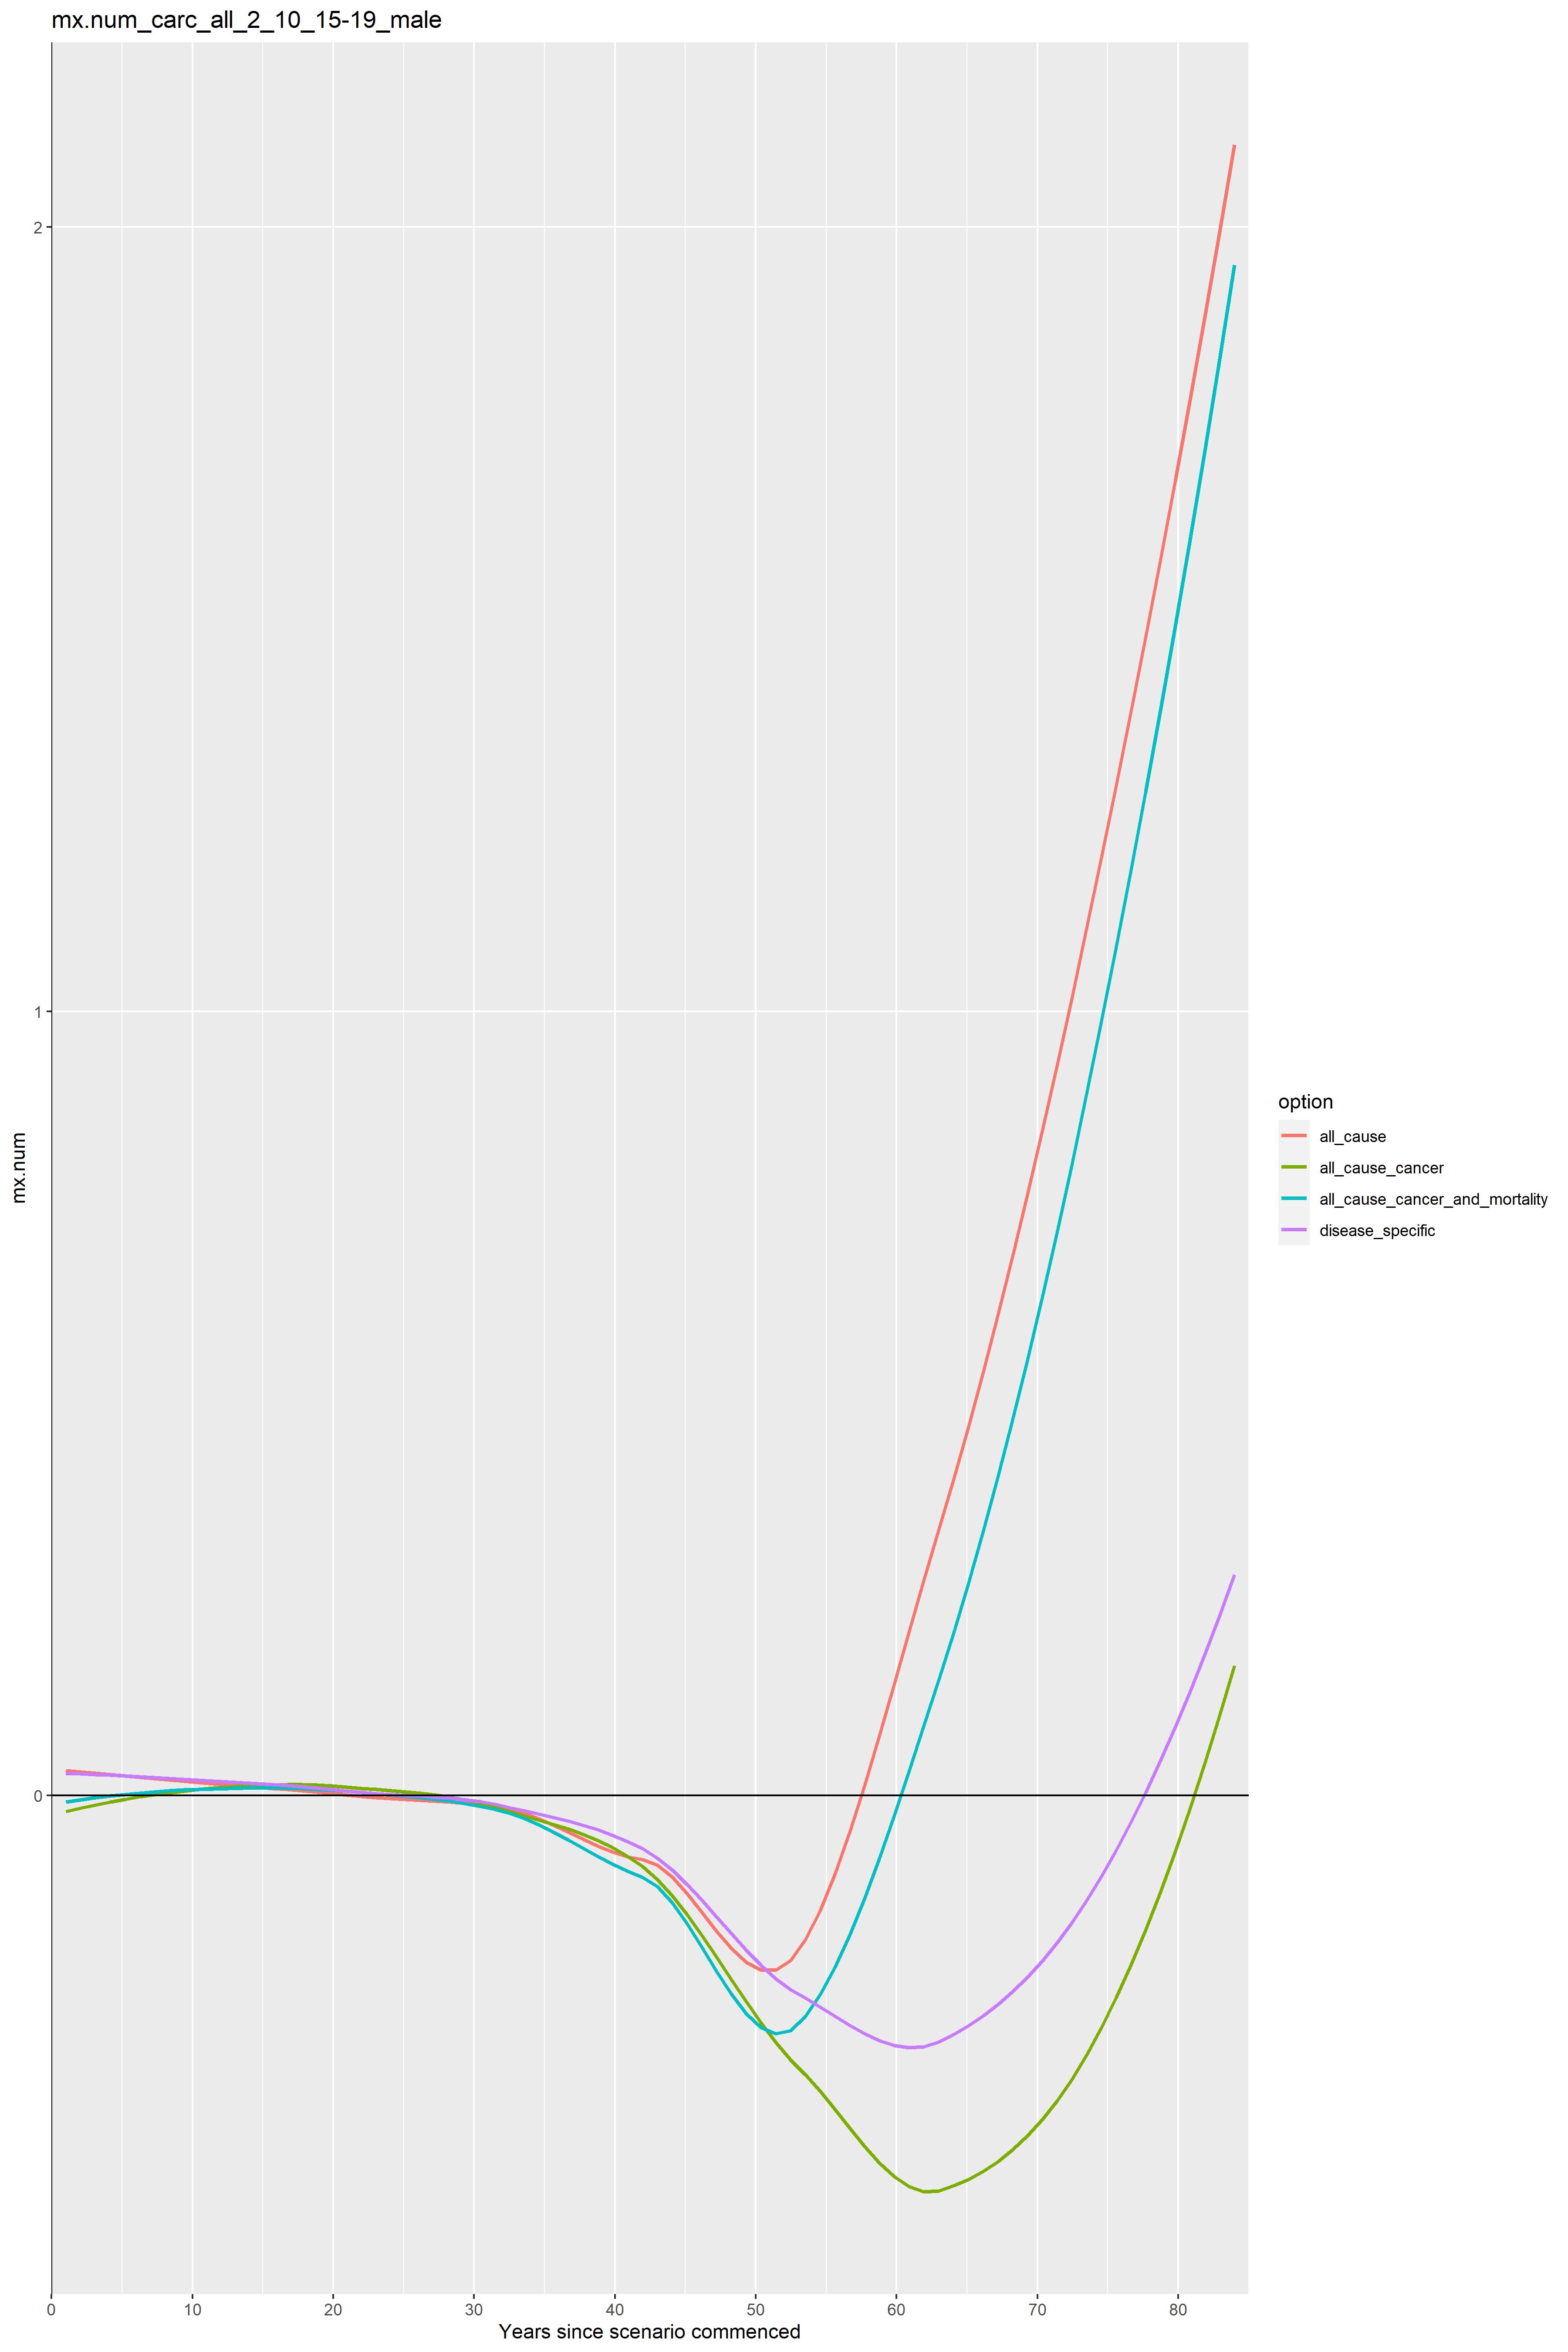 mx.num_carc_all_2_10_15-19_male
2
1
0
mx.num
0 10 20 30 40 50 60 70 80
Years since scenario commenced
option
all_cause
all_cause_cancer
all_cause_cancer_and_mortality
disease_specific